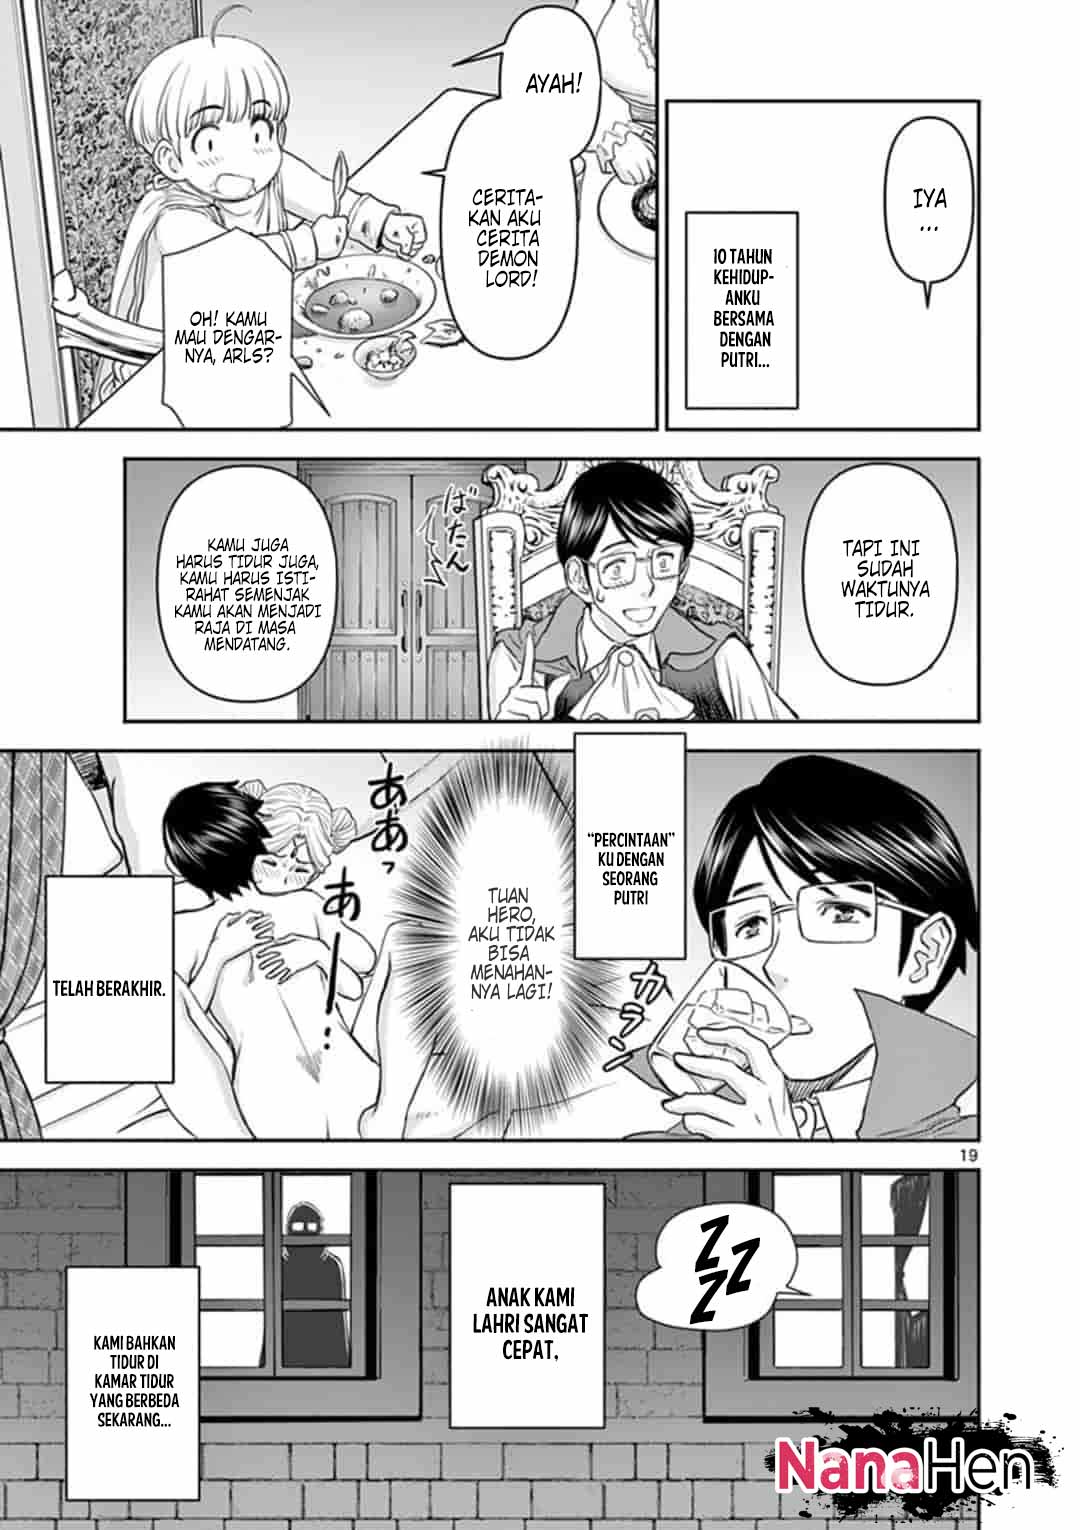 IYA
...
10 TAHUN
KEHIDUP-
ANKU
BERSAMA
DENGAN
PUTRI...
AYAH!
CERITA-
KAN AKU
CERITA
DEMON
LORD!
OH! KAMU
MAU DENGAR-
NYA, ARLS?
TAPI INI
SUDAH
WAKTUNYA
TIDUR.
ばたん
KAMU JUGA
HARUS TIDUR JUGA,
KAMU HARUS ISTI-
RAHAT SEMENJAK
KAMU AKAN MENJADI
RAJA DI MASA
MENDATANG.
"PERCINTAAN"
KU DENGAN
SEORANG
PUTRI
カラン
TUAN
HERO,
AKU TIDAK
BISA
MENAHAN-
NYA LAGI!
ああっ
あ...
TELAH BERAKHIR.
19
ZZZ
ANAK KAMI
LAHRI SANGAT
CEPAT,
KAMI BAHKAN
TIDUR DI
KAMAR TIDUR
YANG BERBEDA
SEKARANG...
NanaHen